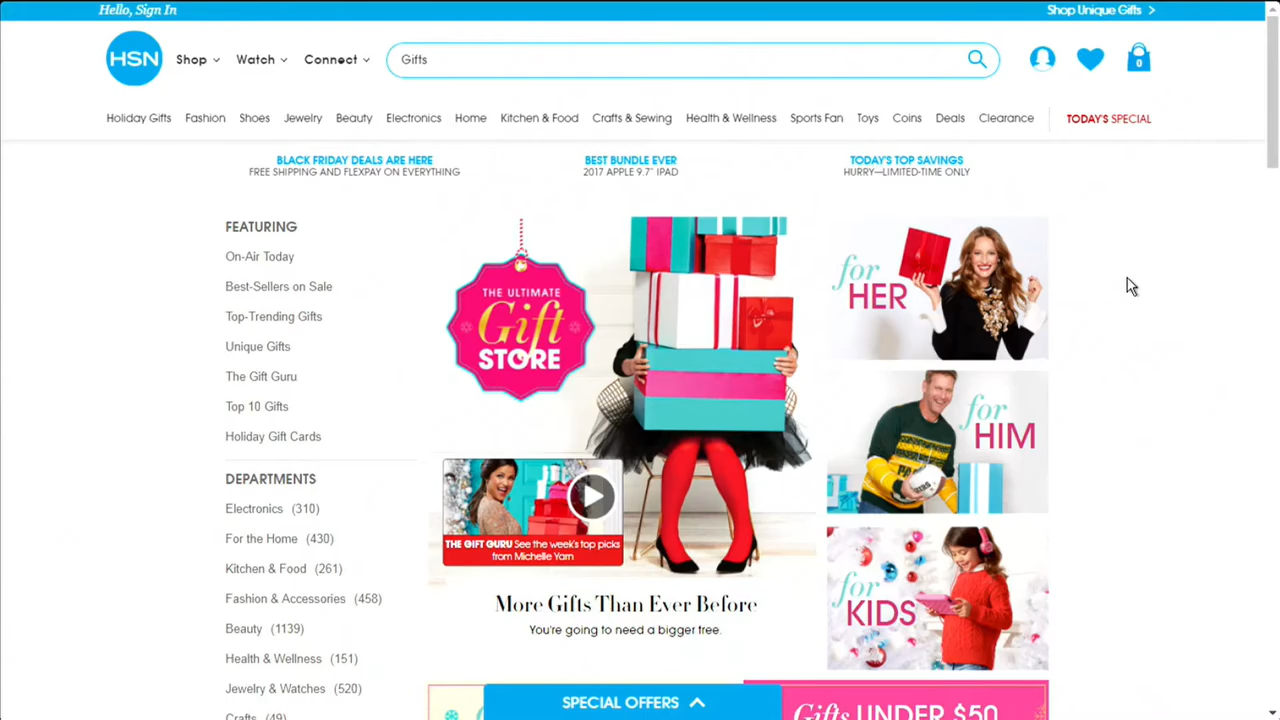 Hello, Sign In
Shop Unique Gifts
HSN
Shop
Watch
Connect
Gifts
0
Holiday Gifts
Fashion
Shoes
Jewelry
Beauty
Electronics
Home
Kitchen & Food
Crafts & Sewing
Health & Wellness
Sports Fan
Toys
Coins
Deals
Clearance
TODAY'S SPECIAL
BLACK FRIDAY DEALS ARE HERE
FREE SHIPPING AND FLEXPAY ON EVERYTHING
BEST BUNDLE EVER
2017 APPLE 9.7" IPAD
TODAY'S TOP SAVINGS
HURRY—LIMITED-TIME ONLY
FEATURING
On-Air Today
Best-Sellers on Sale
Top-Trending Gifts
Unique Gifts
The Gift Guru
Top 10 Gifts
Holiday Gift Cards
DEPARTMENTS
Electronics (310)
For the Home (430)
Kitchen & Food (261)
Fashion & Accessories (458)
Beauty (1139)
Health & Wellness (151)
Jewelry & Watches (520)
Crafts (49)
THE ULTIMATE
Gift
STORE
THE GIFT GURU See the week's top picks
from Michelle Yarn
More Gifts Than Ever Before
You're going to need a bigger tree.
for
HER
for
HIM
for
KIDS
SPECIAL OFFERS
Gifts UNDER $50